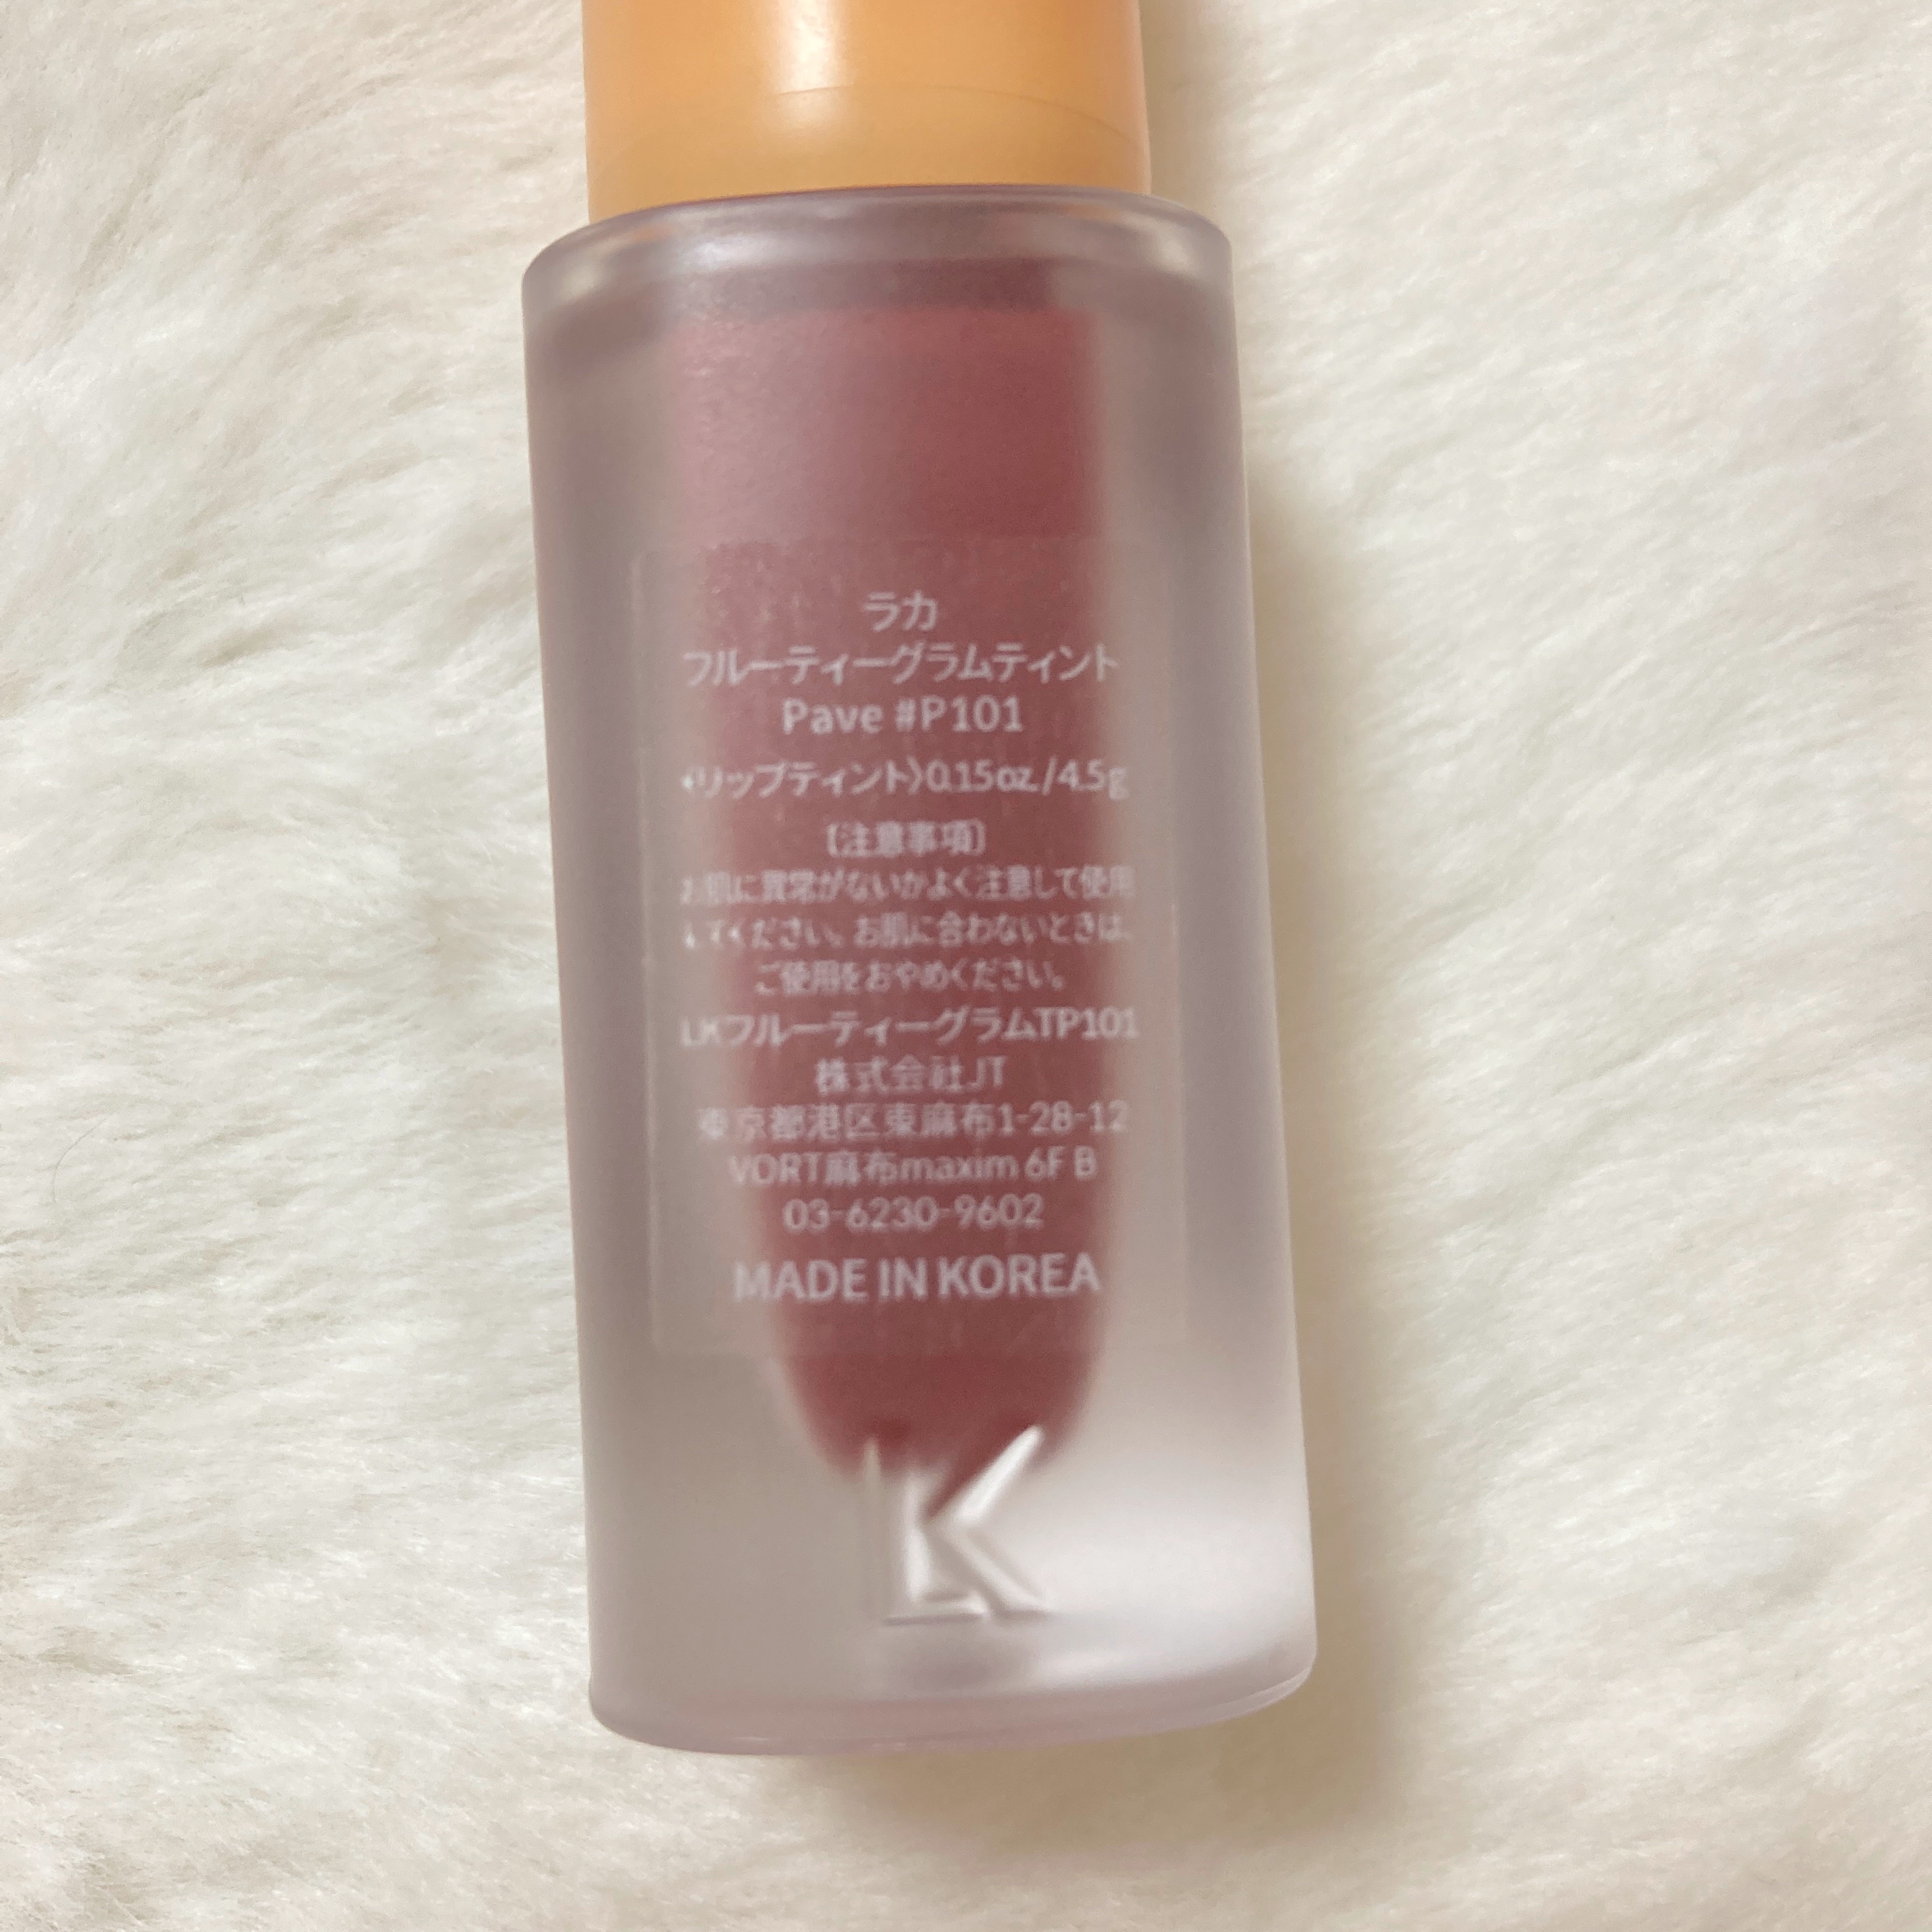 ラカ
フルーティーグラムティント
Pave #P101
〈リップティント〉0.15oz./4.5g
〔注意事項〕
お肌に異常がないかよく注意して使用
してください。お肌に合わないときは、
ご使用をおやめください。
LKフルーティーグラムTP101
株式会社JT
東京都港区東麻布1-28-12
VORT麻布maxim 6F B
03-6230-9602
MADE IN KOREA
LK